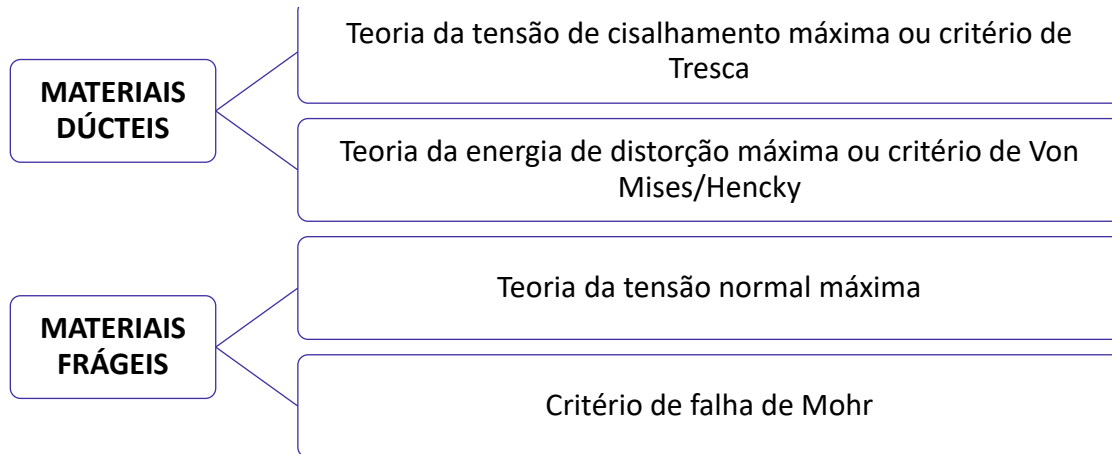 MATERIAIS
DÚCTEIS
Teoria da tensão de cisalhamento máxima ou critério de
Tresca
Teoria da energia de distorção máxima ou critério de Von
Mises/Hencky
MATERIAIS
FRÁGEIS
Teoria da tensão normal máxima
Critério de falha de Mohr